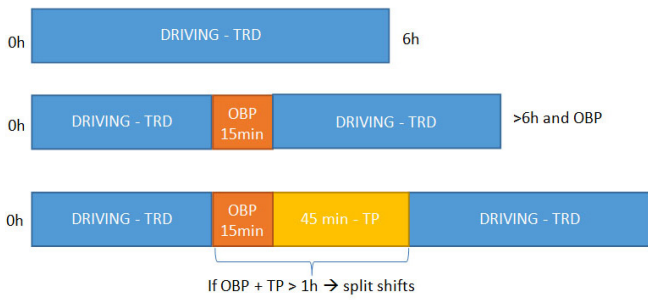 0h
DRIVING - TRD
6h
0h
DRIVING - TRD
OBP
15min
DRIVING - TRD
>6h and OBP
0h
DRIVING - TRD
OBP
15min
45 min - TP
DRIVING - TRD
If OBP + TP > 1h → split shifts